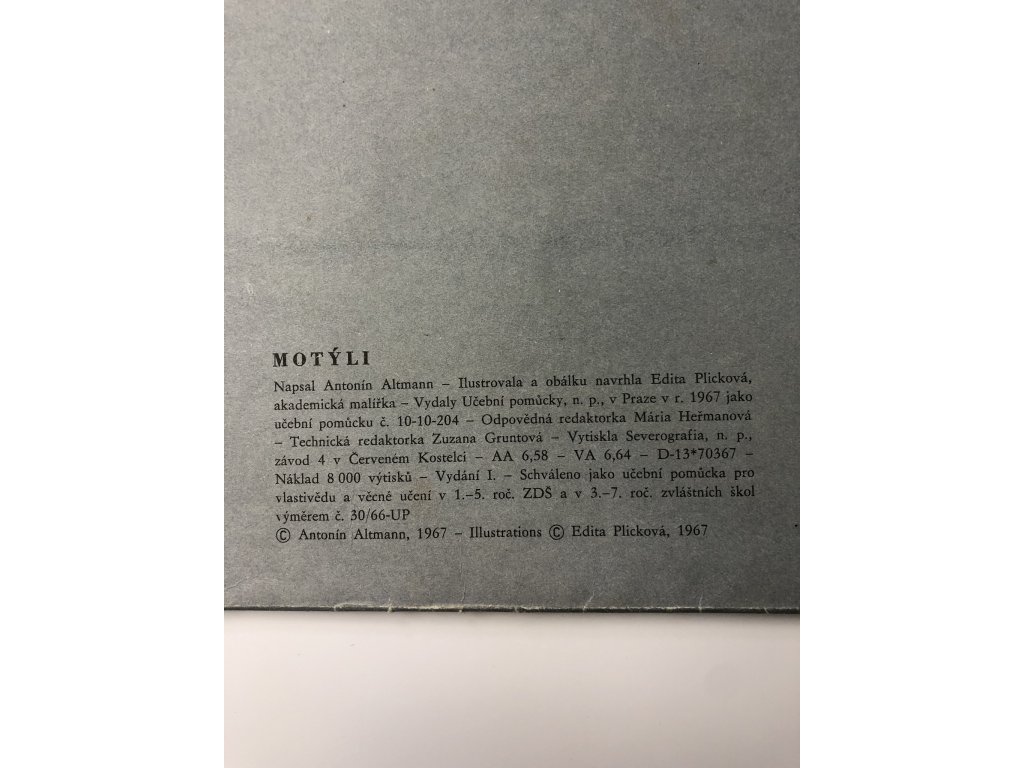 MOTÝLI
Napsal Antonín Altmann – Ilustrovala a obálku navrhla Edita Plicková,
akademická malířka – Vydaly Učební pomůcky, n. p., v Praze v r. 1967 jako
učební pomůcku č. 10-10-204 – Odpovědná redaktorka Mária Heřmanová
– Technická redaktorka Zuzana Gruntová – Vytiskla Severografia, n. p.,
závod 4 v Červeném Kostelci – AA 6,58 – VA 6,64 – D-13*70367 –
Náklad 8 000 výtisků – Vydání I. – Schváleno jako učební pomůcka pro
vlastivědu a věcné učení v 1.–5. roč. ZDŠ a v 3.–7. roč. zvláštních škol
výměrem č. 30/66-UP
© Antonín Altmann, 1967 – Illustrations © Edita Plicková, 1967